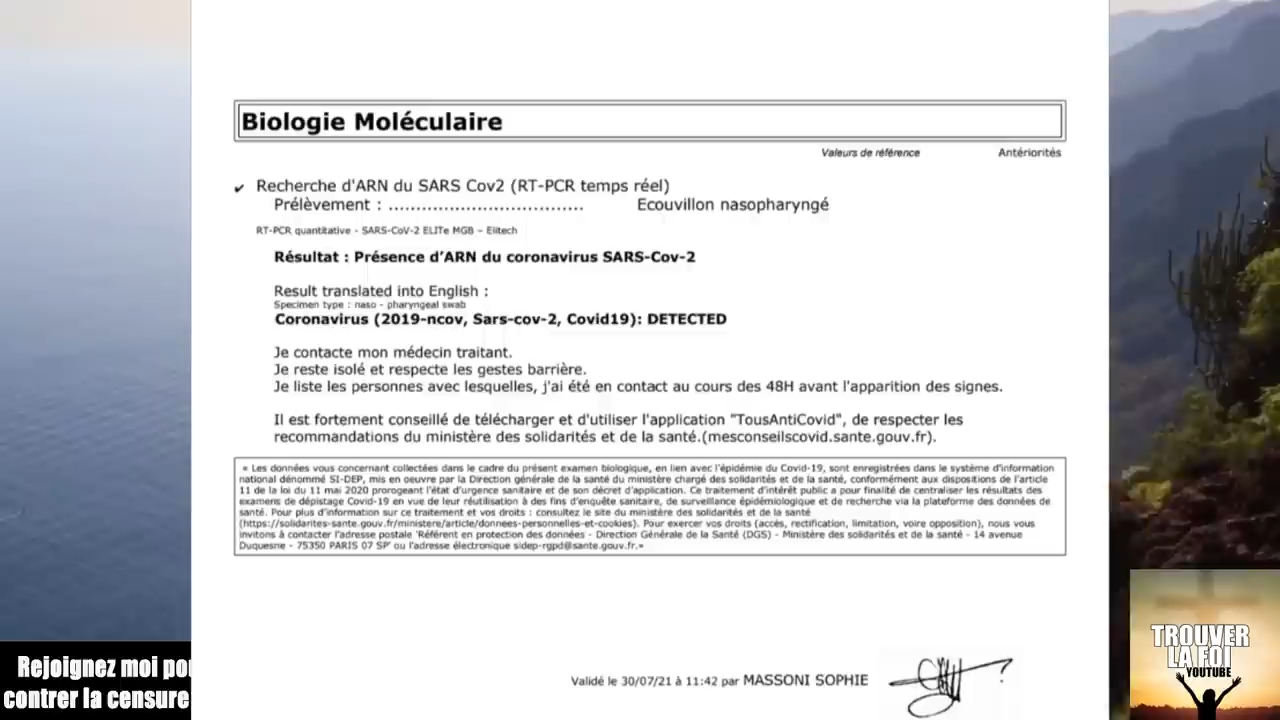 Biologie Moléculaire
Valeurs de référence Antériorités
✔ Recherche d'ARN du SARS Cov2 (RT-PCR temps réel)
Prélèvement : ................................... Ecouvillon nasopharyngé
RT-PCR quantitative - SARS-CoV-2 ELITe MGB – Elitech
Résultat : Présence d’ARN du coronavirus SARS-Cov-2
Result translated into English :
Specimen type : naso - pharyngeal swab
Coronavirus (2019-ncov, Sars-cov-2, Covid19): DETECTED
Je contacte mon médecin traitant.
Je reste isolé et respecte les gestes barrière.
Je liste les personnes avec lesquelles, j'ai été en contact au cours des 48H avant l'apparition des signes.
Il est fortement conseillé de télécharger et d'utiliser l'application "TousAntiCovid", de respecter les
recommandations du ministère des solidarités et de la santé.(mesconseilscovid.sante.gouv.fr).
« Les données vous concernant collectées dans le cadre du présent examen biologique, en lien avec l'épidémie du Covid-19, sont enregistrées dans le système d'information
national dénommé SI-DEP, mis en oeuvre par la Direction générale de la santé du ministère chargé des solidarités et de la santé, conformément aux dispositions de l'article
11 de la loi du 11 mai 2020 prorogeant l'état d'urgence sanitaire et de son décret d'application. Ce traitement d'intérêt public a pour finalité de centraliser les résultats des
examens de dépistage Covid-19 en vue de leur réutilisation à des fins d'enquête sanitaire, de surveillance épidémiologique et de recherche via la plateforme des données de
santé. Pour plus d'information sur ce traitement et vos droits : consultez le site du ministère des solidarités et de la santé
(https://solidarites-sante.gouv.fr/ministere/article/donnees-personnelles-et-cookies). Pour exercer vos droits (accès, rectification, limitation, voire opposition), nous vous
invitons à contacter l'adresse postale 'Référent en protection des données - Direction Générale de la Santé (DGS) - Ministère des solidarités et de la santé - 14 avenue
Duquesne - 75350 PARIS 07 SP' ou l'adresse électronique sidep-rgpd@sante.gouv.fr.»
Validé le 30/07/21 à 11:42 par MASSONI SOPHIE
Rejoignez moi po
contrer la censure
TROUVER
LA FOI
YOUTUBE